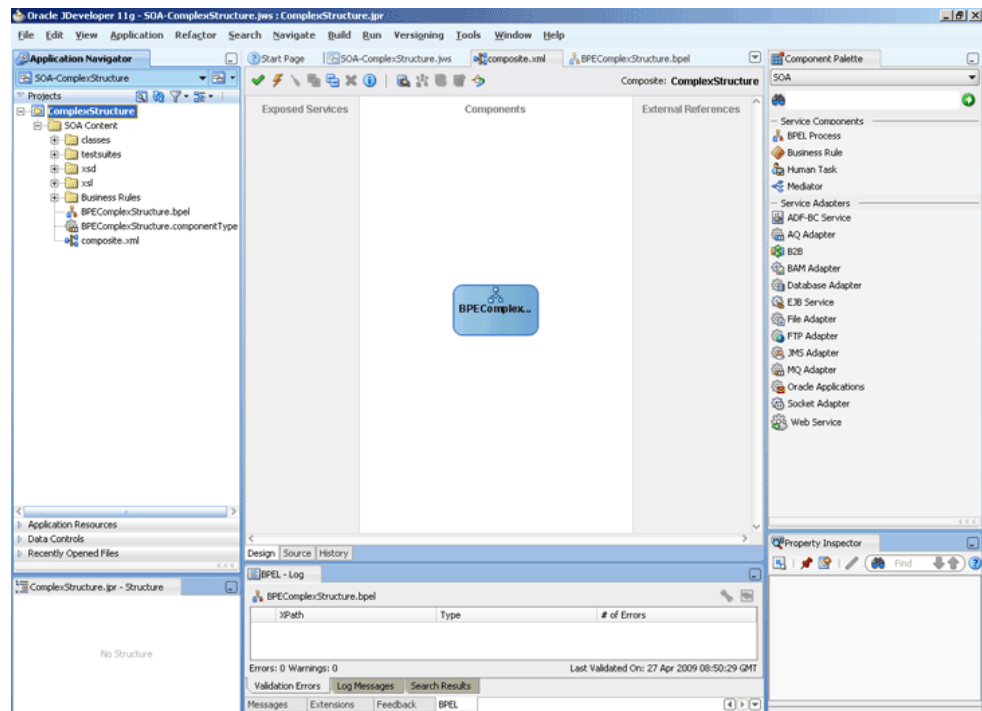 Oracle JDeveloper 11g - SOA-ComplexStructure.jws : ComplexStructure.jpr
File Edit View Application Refactor Search Navigate Build Run Versioning Tools Window Help
Application Navigator
SOA-ComplexStructure
Projects
ComplexStructure
SOA Content
classes
testsuites
xsd
xsl
Business Rules
BPEComplexStructure.bpel
BPEComplexStructure.componentType
composite.xml
Application Resources
Data Controls
Recently Opened Files
ComplexStructure.jpr - Structure
No Structure
Start Page SOA-ComplexStructure.jws composite.xml BPEComplexStructure.bpel
Composite: ComplexStructure
Exposed Services Components External References
BPEComplex...
Design Source History
BPEL - Log
BPEComplexStructure.bpel
XPath Type # of Errors
Errors: 0 Warnings: 0 Last Validated On: 27 Apr 2009 08:50:29 GMT
Validation Errors Log Messages Search Results
Messages Extensions Feedback BPEL
Component Palette
SOA
Service Components
BPEL Process
Business Rule
Human Task
Mediator
Service Adapters
ADF-BC Service
AQ Adapter
B2B
BAM Adapter
Database Adapter
EJB Service
File Adapter
FTP Adapter
JMS Adapter
MQ Adapter
Oracle Applications
Socket Adapter
Web Service
Property Inspector
Find